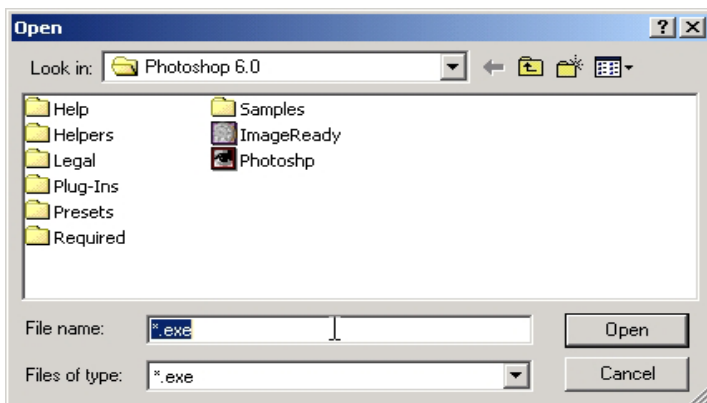 Open
Look in: Photoshop 6.0
Help
Helpers
Legal
Plug-Ins
Presets
Required
Samples
ImageReady
Photoshp
File name: *.exe
Open
Files of type: *.exe
Cancel